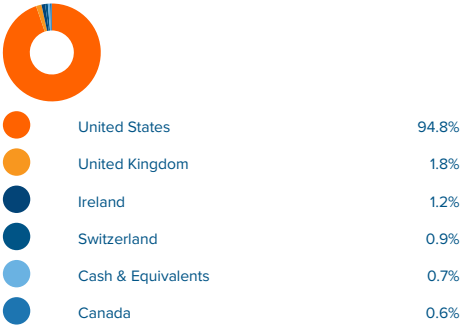 United States 94.8%
United Kingdom 1.8%
Ireland 1.2%
Switzerland 0.9%
Cash & Equivalents 0.7%
Canada 0.6%